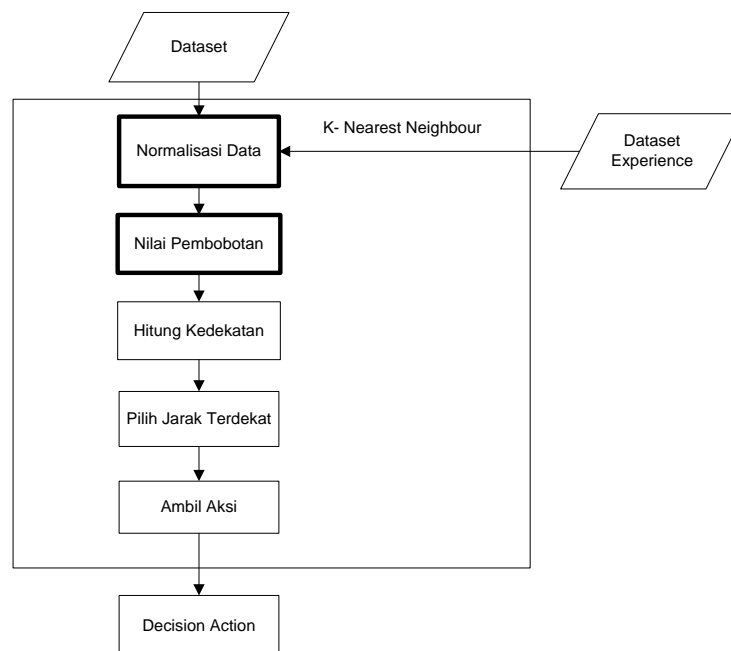 Dataset
K- Nearest Neighbour
Normalisasi Data
Dataset
Experience
Nilai Pembobotan
Hitung Kedekatan
Pilih Jarak Terdekat
Ambil Aksi
Decision Action